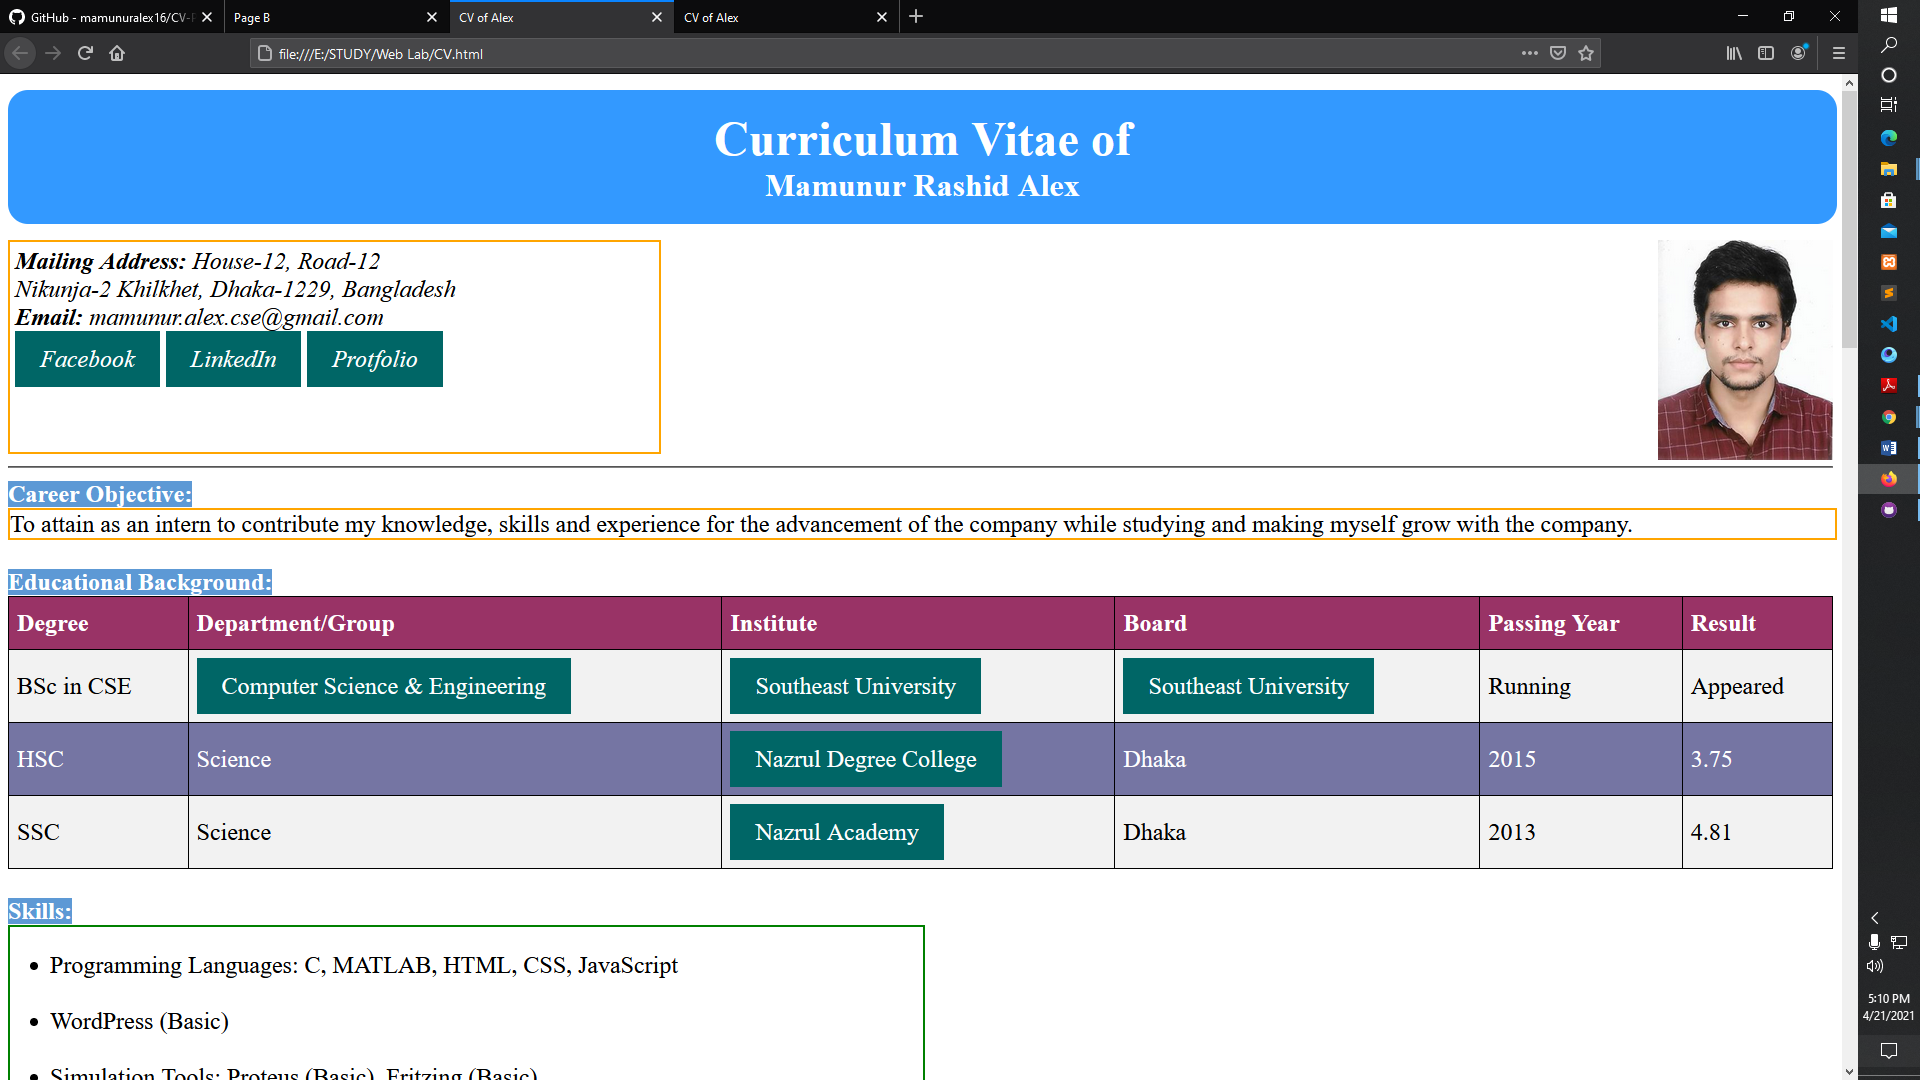 GitHub - mamunuralex16/CV-P
Page B
CV of Alex
CV of Alex
file:///E:/STUDY/Web Lab/CV.html
Curriculum Vitae of
Mamunur Rashid Alex
Mailing Address: House-12, Road-12
Nikunja-2 Khilkhet, Dhaka-1229, Bangladesh
Email: mamunur.alex.cse@gmail.com
Facebook LinkedIn Protfolio
Career Objective:
To attain as an intern to contribute my knowledge, skills and experience for the advancement of the company while studying and making myself grow with the company.
Educational Background:
Degree Department/Group Institute Board Passing Year Result
BSc in CSE Computer Science & Engineering Southeast University Southeast University Running Appeared
HSC Science Nazrul Degree College Dhaka 2015 3.75
SSC Science Nazrul Academy Dhaka 2013 4.81
Skills:
• Programming Languages: C, MATLAB, HTML, CSS, JavaScript
• WordPress (Basic)
• Simulation Tools: Proteus (Basic), Fritzing (Basic)
5:10 PM
4/21/2021